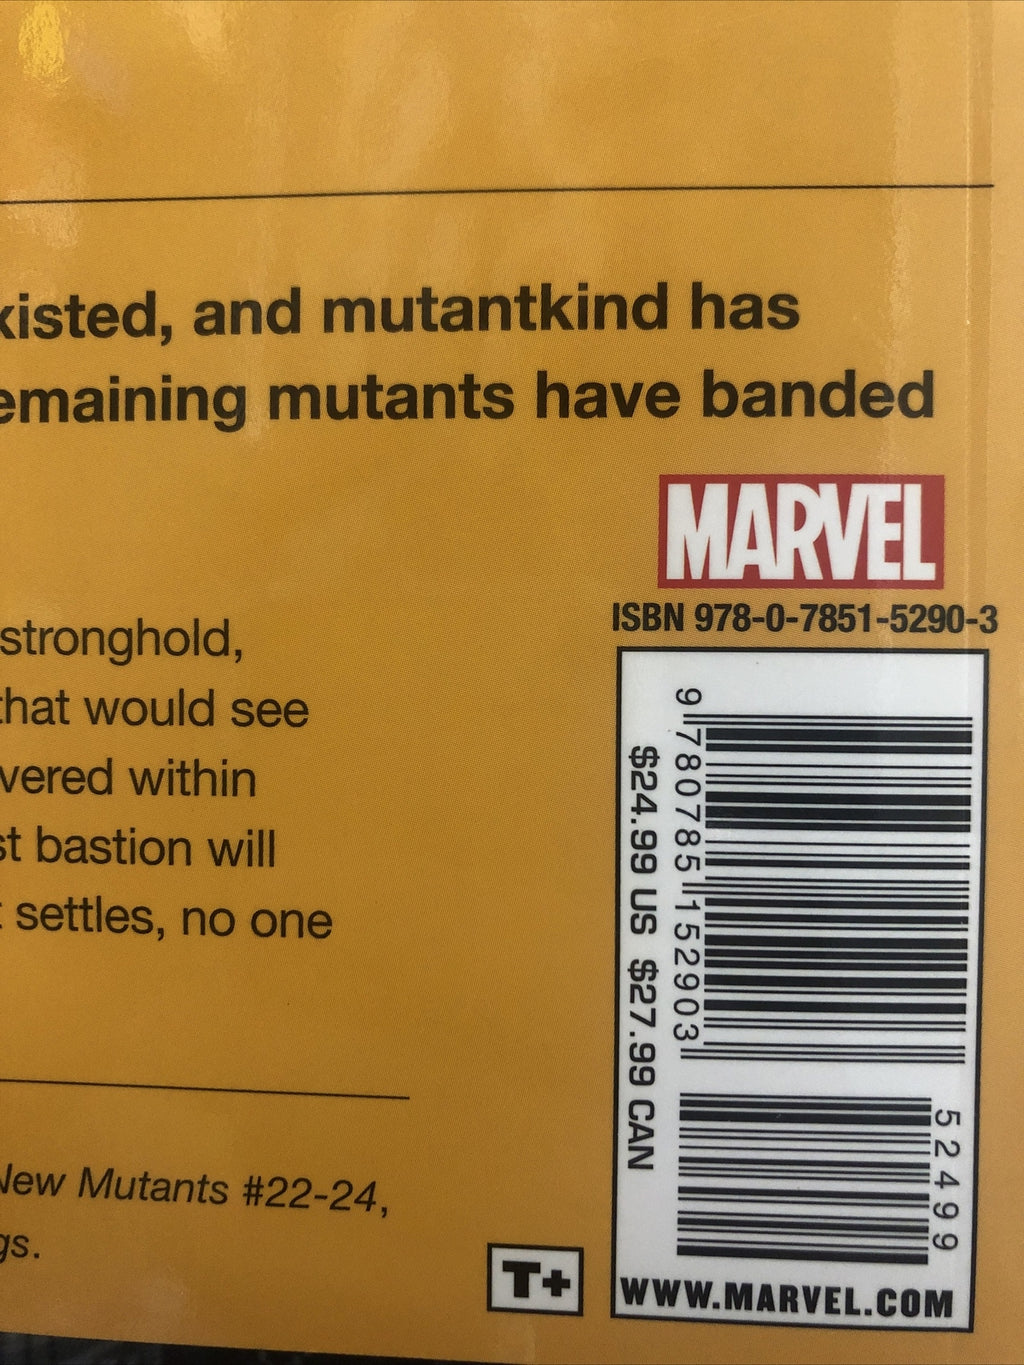 xisted, and mutantkind has
emaining mutants have banded
MARVEL
ISBN 978-0-7851-5290-3
stronghold,
that would see
vered within
st bastion will
settles, no one
9 780785 152903
$24.99 US $27.99 CAN
52499
New Mutants #22-24,
gs.
T+
WWW.MARVEL.COM